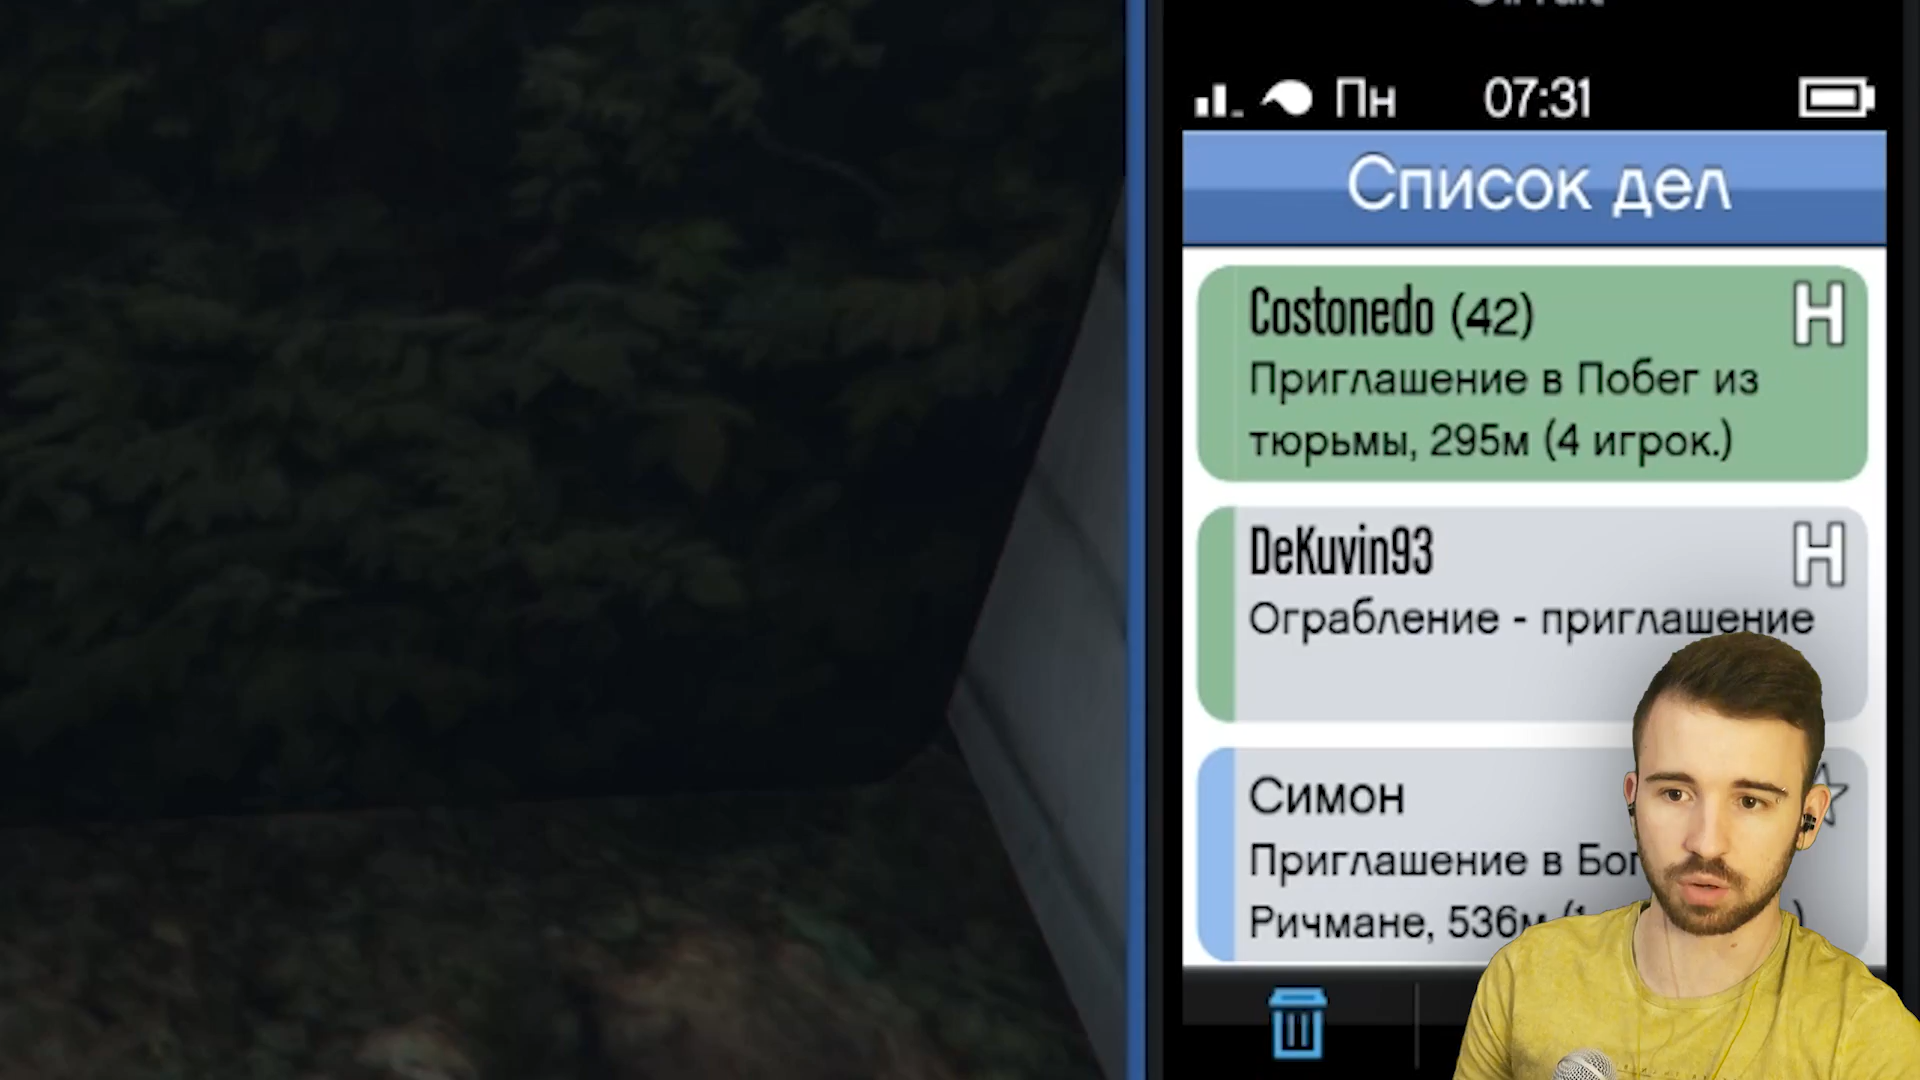 Пн 07:31
Список дел
Costonedo (42)
H
Приглашение в Побег из
тюрьмы, 295м (4 игрок.)
DeKuvin93
H
Ограбление - приглашение
Симон
Приглашение в
Ричмане, 536м